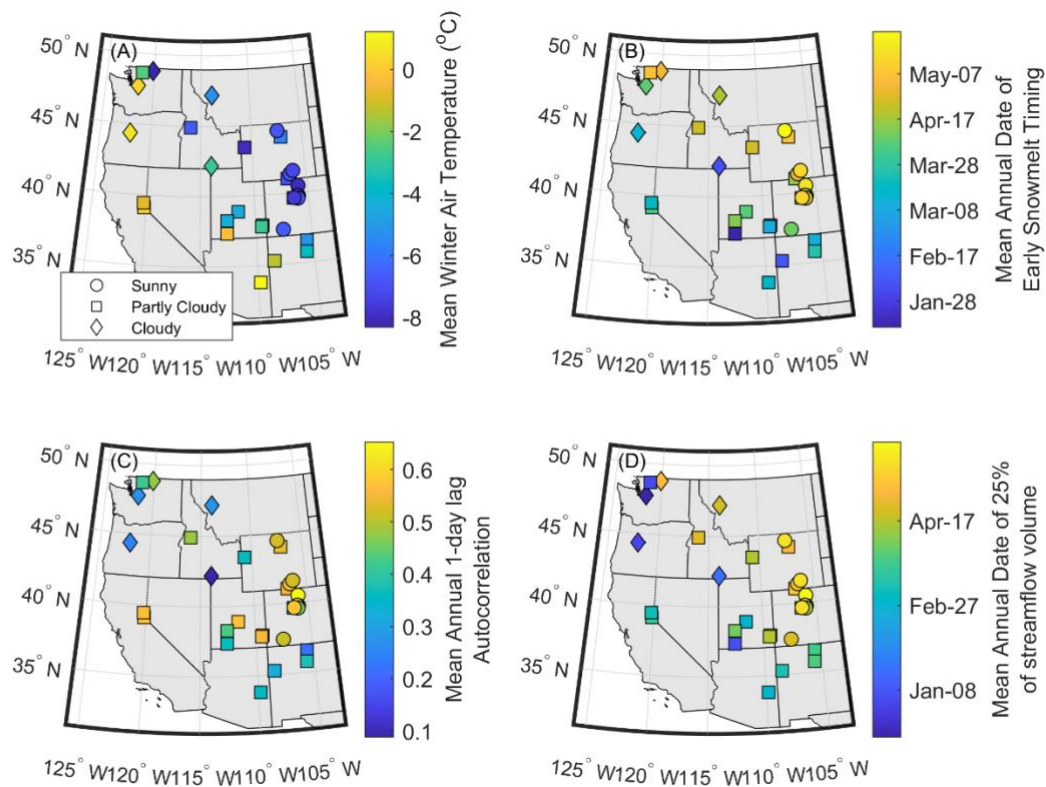 (A)
50° N
45° N
40° N
35° N
125° W120° W115° W110° W105° W
Sunny
Partly Cloudy
Cloudy
0
-2
-4
-6
-8
Mean Winter Air Temperature (°C)
(B)
50° N
45° N
40° N
35° N
125° W120° W115° W110° W105° W
May-07
Apr-17
Mar-28
Mar-08
Feb-17
Jan-28
Mean Annual Date of
Early Snowmelt Timing
(C)
50° N
45° N
40° N
35° N
125° W120° W115° W110° W105° W
0.6
0.5
0.4
0.3
0.2
0.1
Mean Annual 1-day lag
Autocorrelation
(D)
50° N
45° N
40° N
35° N
125° W120° W115° W110° W105° W
Apr-17
Feb-27
Jan-08
Mean Annual Date of 25%
of streamflow volume